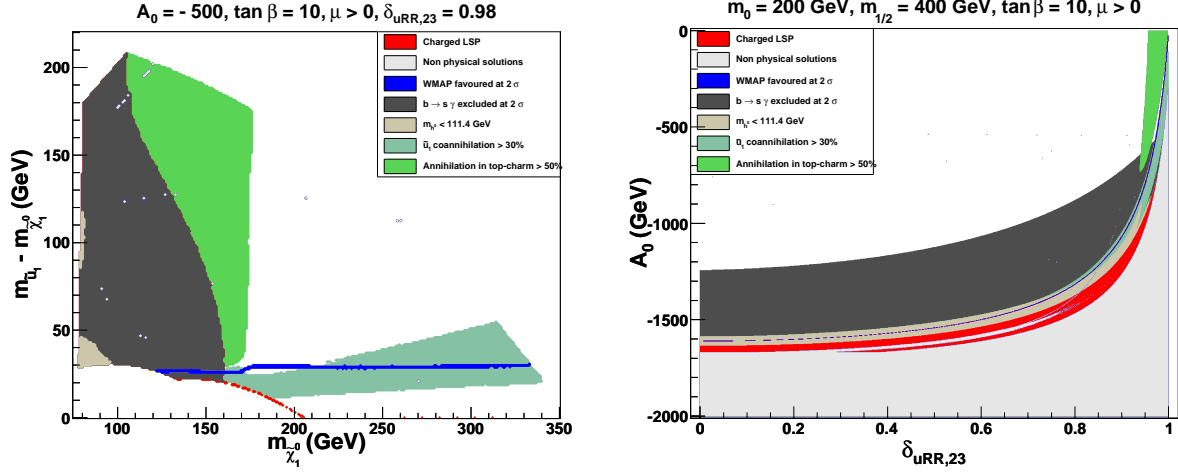 A₀ = - 500, tan β = 10, μ > 0, δ_uRR,23 = 0.98
m_ũ₁ - m_χ̃₁⁰ (GeV)
200
150
100
50
0
100 150 200 250 300 350
m_χ̃₁⁰ (GeV)
Charged LSP
Non physical solutions
WMAP favoured at 2 σ
b → s γ excluded at 2 σ
m_h⁰ < 111.4 GeV
ũ₁ coannihilation > 30%
Annihilation in top-charm > 50%
m₀ = 200 GeV, m₁/₂ = 400 GeV, tan β = 10, μ > 0
A₀ (GeV)
0
-500
-1000
-1500
-2000
0 0.2 0.4 0.6 0.8 1
δ_uRR,23
Charged LSP
Non physical solutions
WMAP favoured at 2 σ
b → s γ excluded at 2 σ
m_h⁰ < 111.4 GeV
ũ₁ coannihilation > 30%
Annihilation in top-charm > 50%